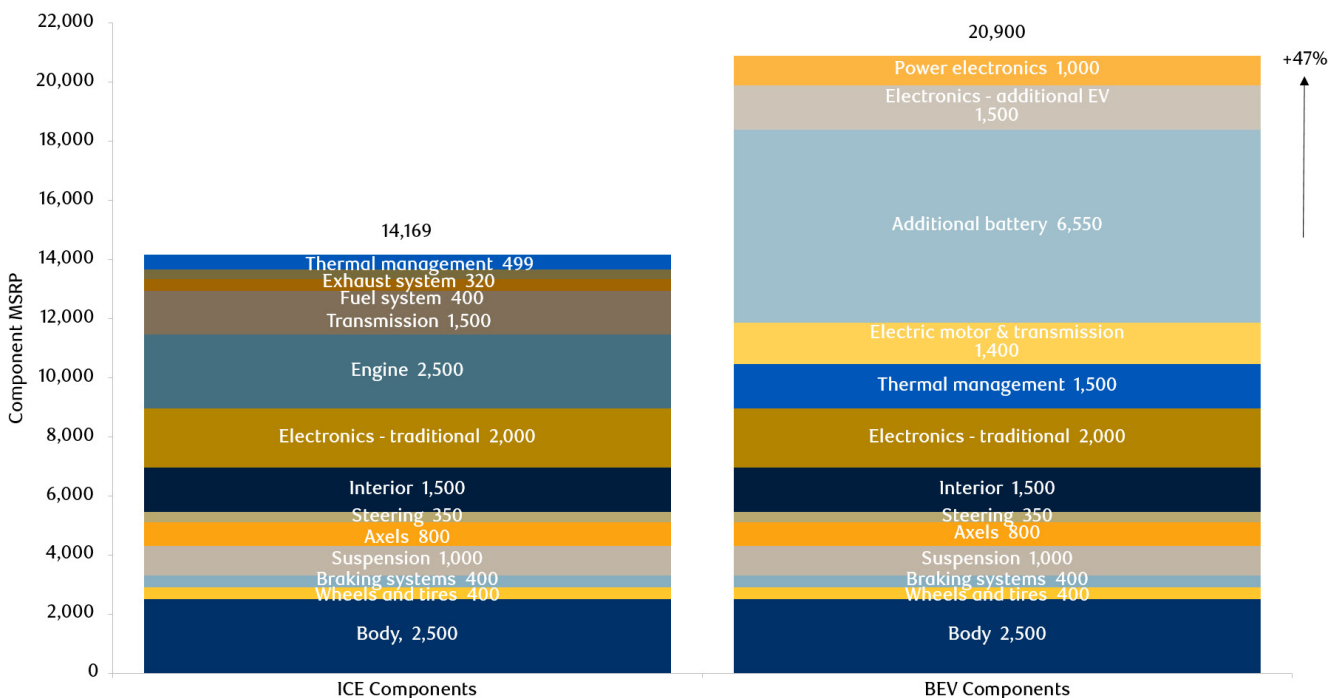 22,000
20,000
18,000
16,000
14,000
12,000
10,000
8,000
6,000
4,000
2,000
0
Component MSRP
14,169
Thermal management 499
Exhaust system 320
Fuel system 400
Transmission 1,500
Engine 2,500
Electronics - traditional 2,000
Interior 1,500
Steering 350
Axels 800
Suspension 1,000
Braking systems 400
Wheels and tires 400
Body, 2,500
ICE Components
20,900
Power electronics 1,000
Electronics - additional EV
1,500
Additional battery 6,550
Electric motor & transmission
1,400
Thermal management 1,500
Electronics - traditional 2,000
Interior 1,500
Steering 350
Axels 800
Suspension 1,000
Braking systems 400
Wheels and tires 400
Body 2,500
BEV Components
+47%